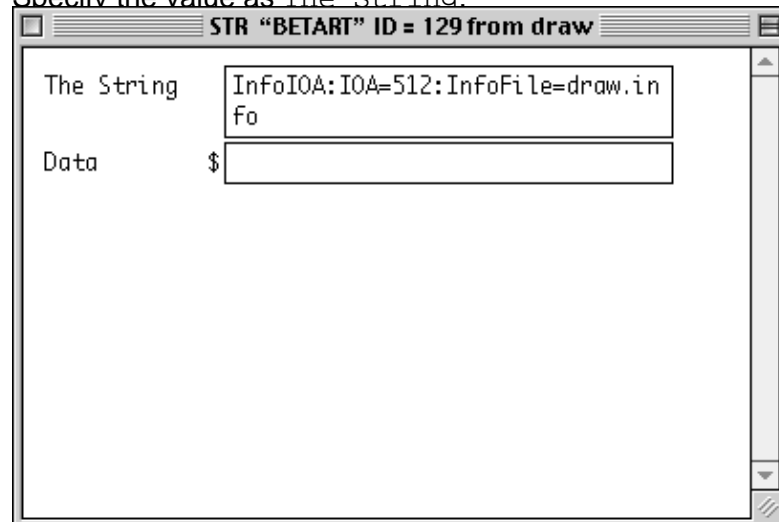 Specify the value as The String.
STR “BETART” ID = 129 from draw
The String
InfoIOA:IOA=512:InfoFile=draw.in
fo
Data $